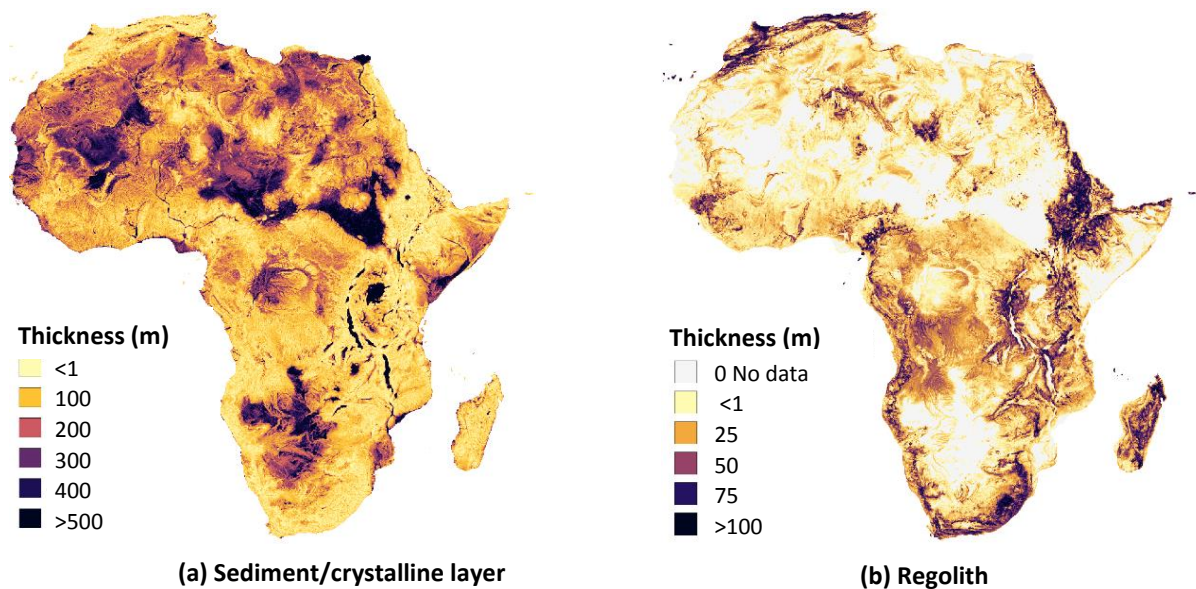 Thickness (m)
<1
100
200
300
400
>500
(a) Sediment/crystalline layer
Thickness (m)
0 No data
<1
25
50
75
>100
(b) Regolith